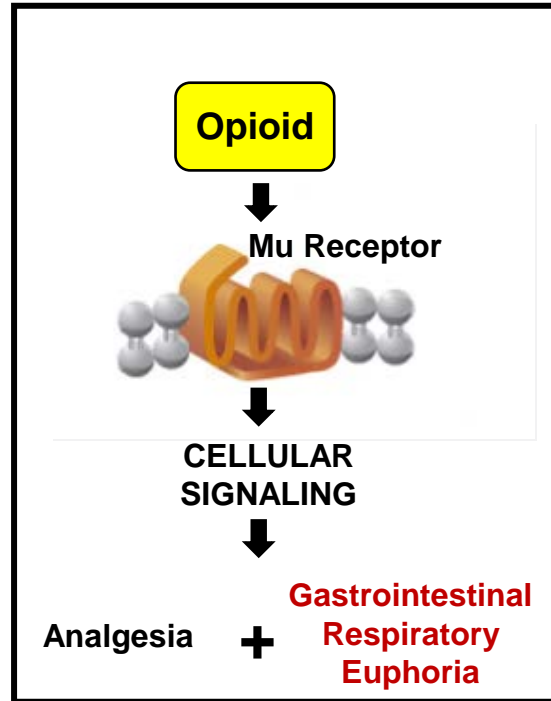 Opioid
Mu Receptor
CELLULAR
SIGNALING
Analgesia + Gastrointestinal
Respiratory
Euphoria